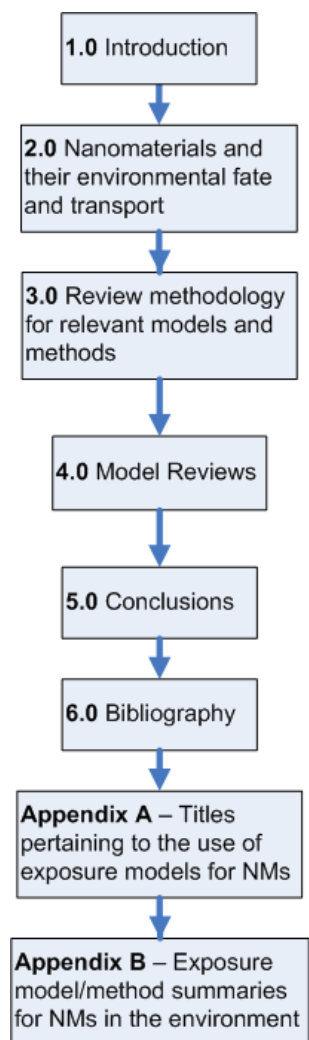 1.0 Introduction
2.0 Nanomaterials and
their environmental fate
and transport
3.0 Review methodology
for relevant models and
methods
4.0 Model Reviews
5.0 Conclusions
6.0 Bibliography
Appendix A – Titles
pertaining to the use of
exposure models for NMs
Appendix B – Exposure
model/method summaries
for NMs in the environment